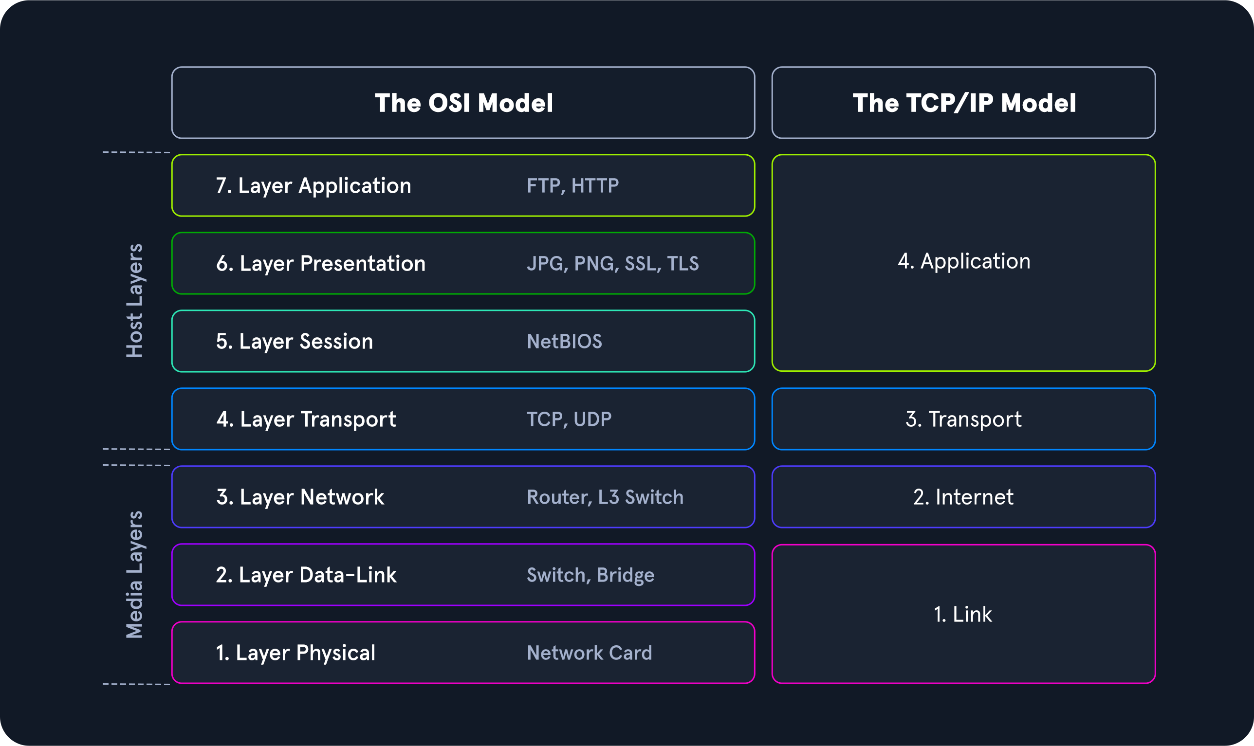 The OSI Model
The TCP/IP Model
Host Layers
7. Layer Application
FTP, HTTP
6. Layer Presentation
JPG, PNG, SSL, TLS
5. Layer Session
NetBIOS
4. Application
4. Layer Transport
TCP, UDP
3. Transport
Media Layers
3. Layer Network
Router, L3 Switch
2. Internet
2. Layer Data-Link
Switch, Bridge
1. Layer Physical
Network Card
1. Link